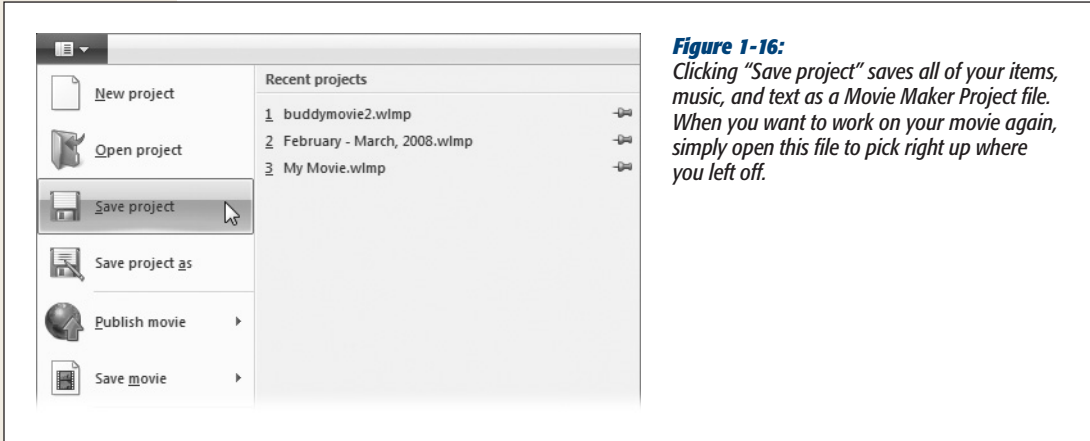 New project
Open project
Save project
Save project as
Publish movie
Save movie
Recent projects
1 buddymovie2.wlmp
2 February - March, 2008.wlmp
3 My Movie.wlmp
Figure 1-16:
Clicking “Save project” saves all of your items,
music, and text as a Movie Maker Project file.
When you want to work on your movie again,
simply open this file to pick right up where
you left off.